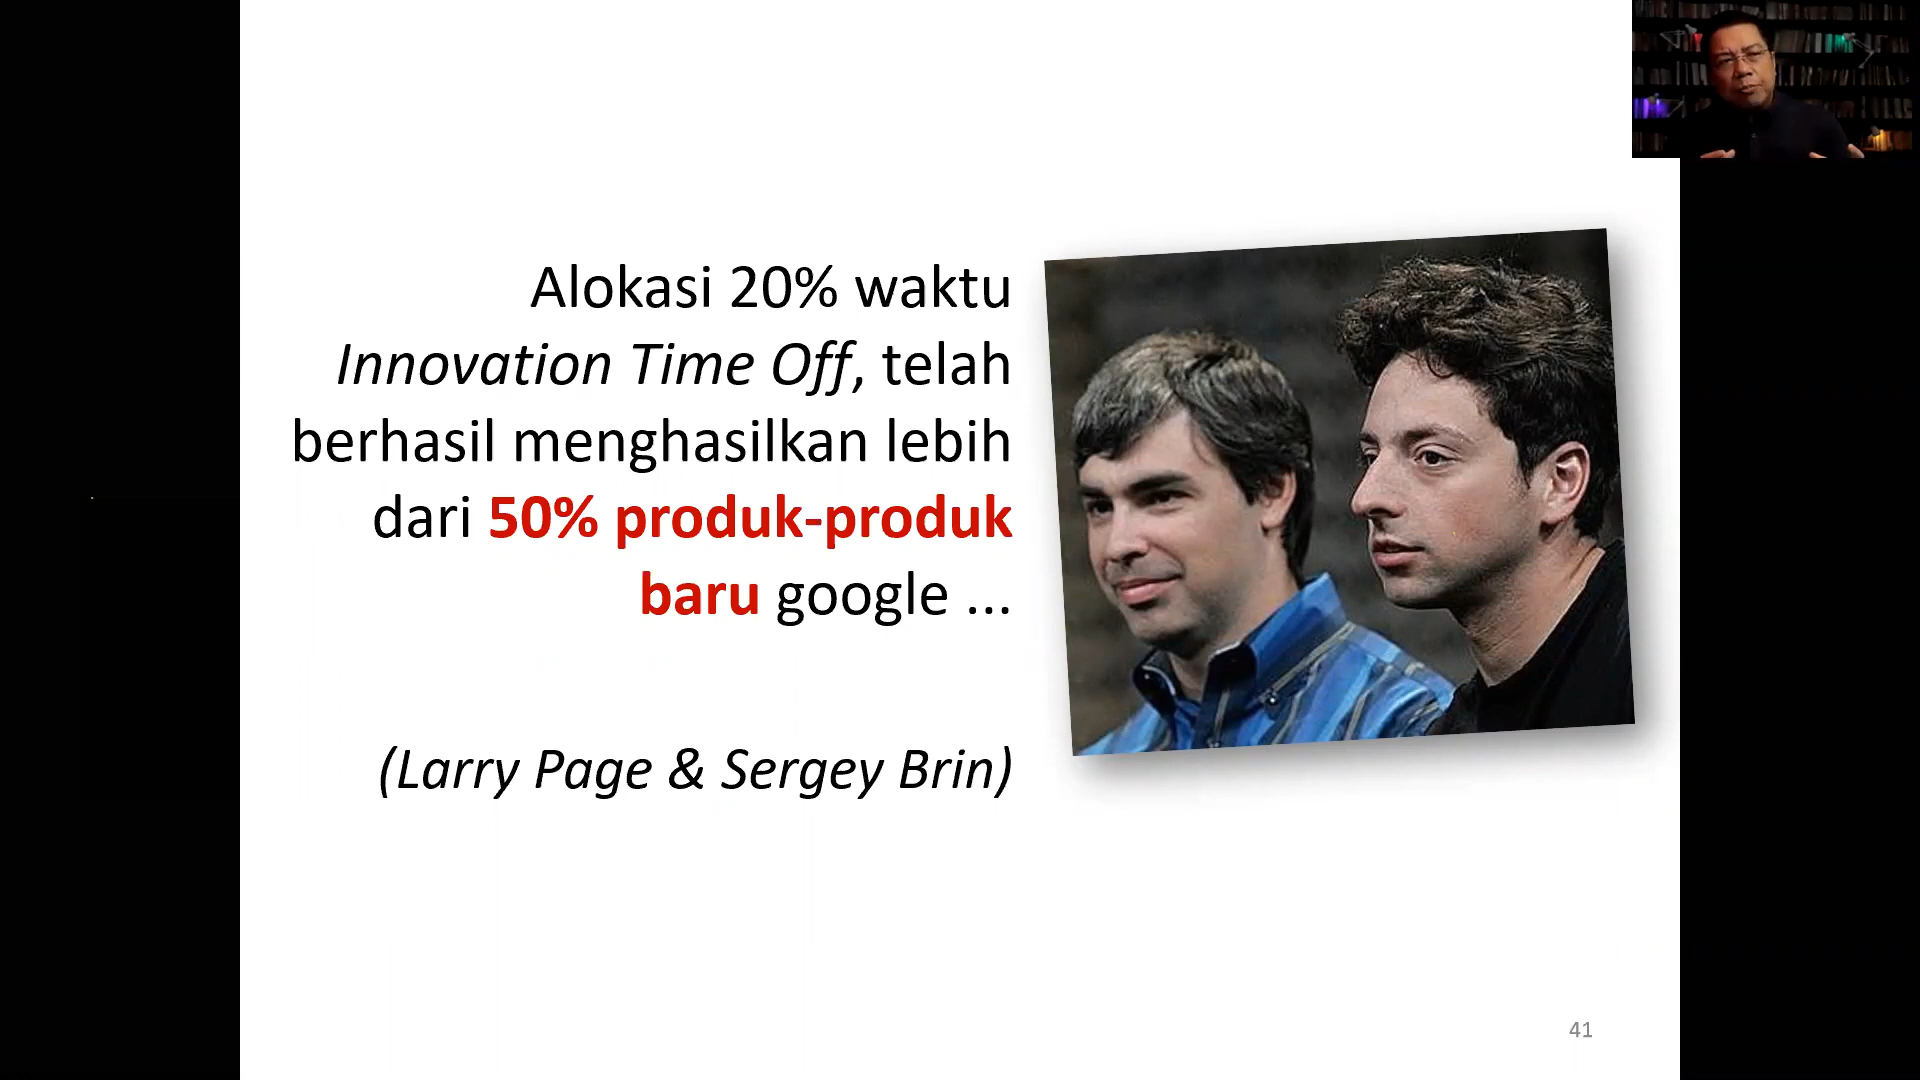 Alokasi 20% waktu
Innovation Time Off, telah
berhasil menghasilkan lebih
dari 50% produk-produk
baru google ...
(Larry Page & Sergey Brin)
41